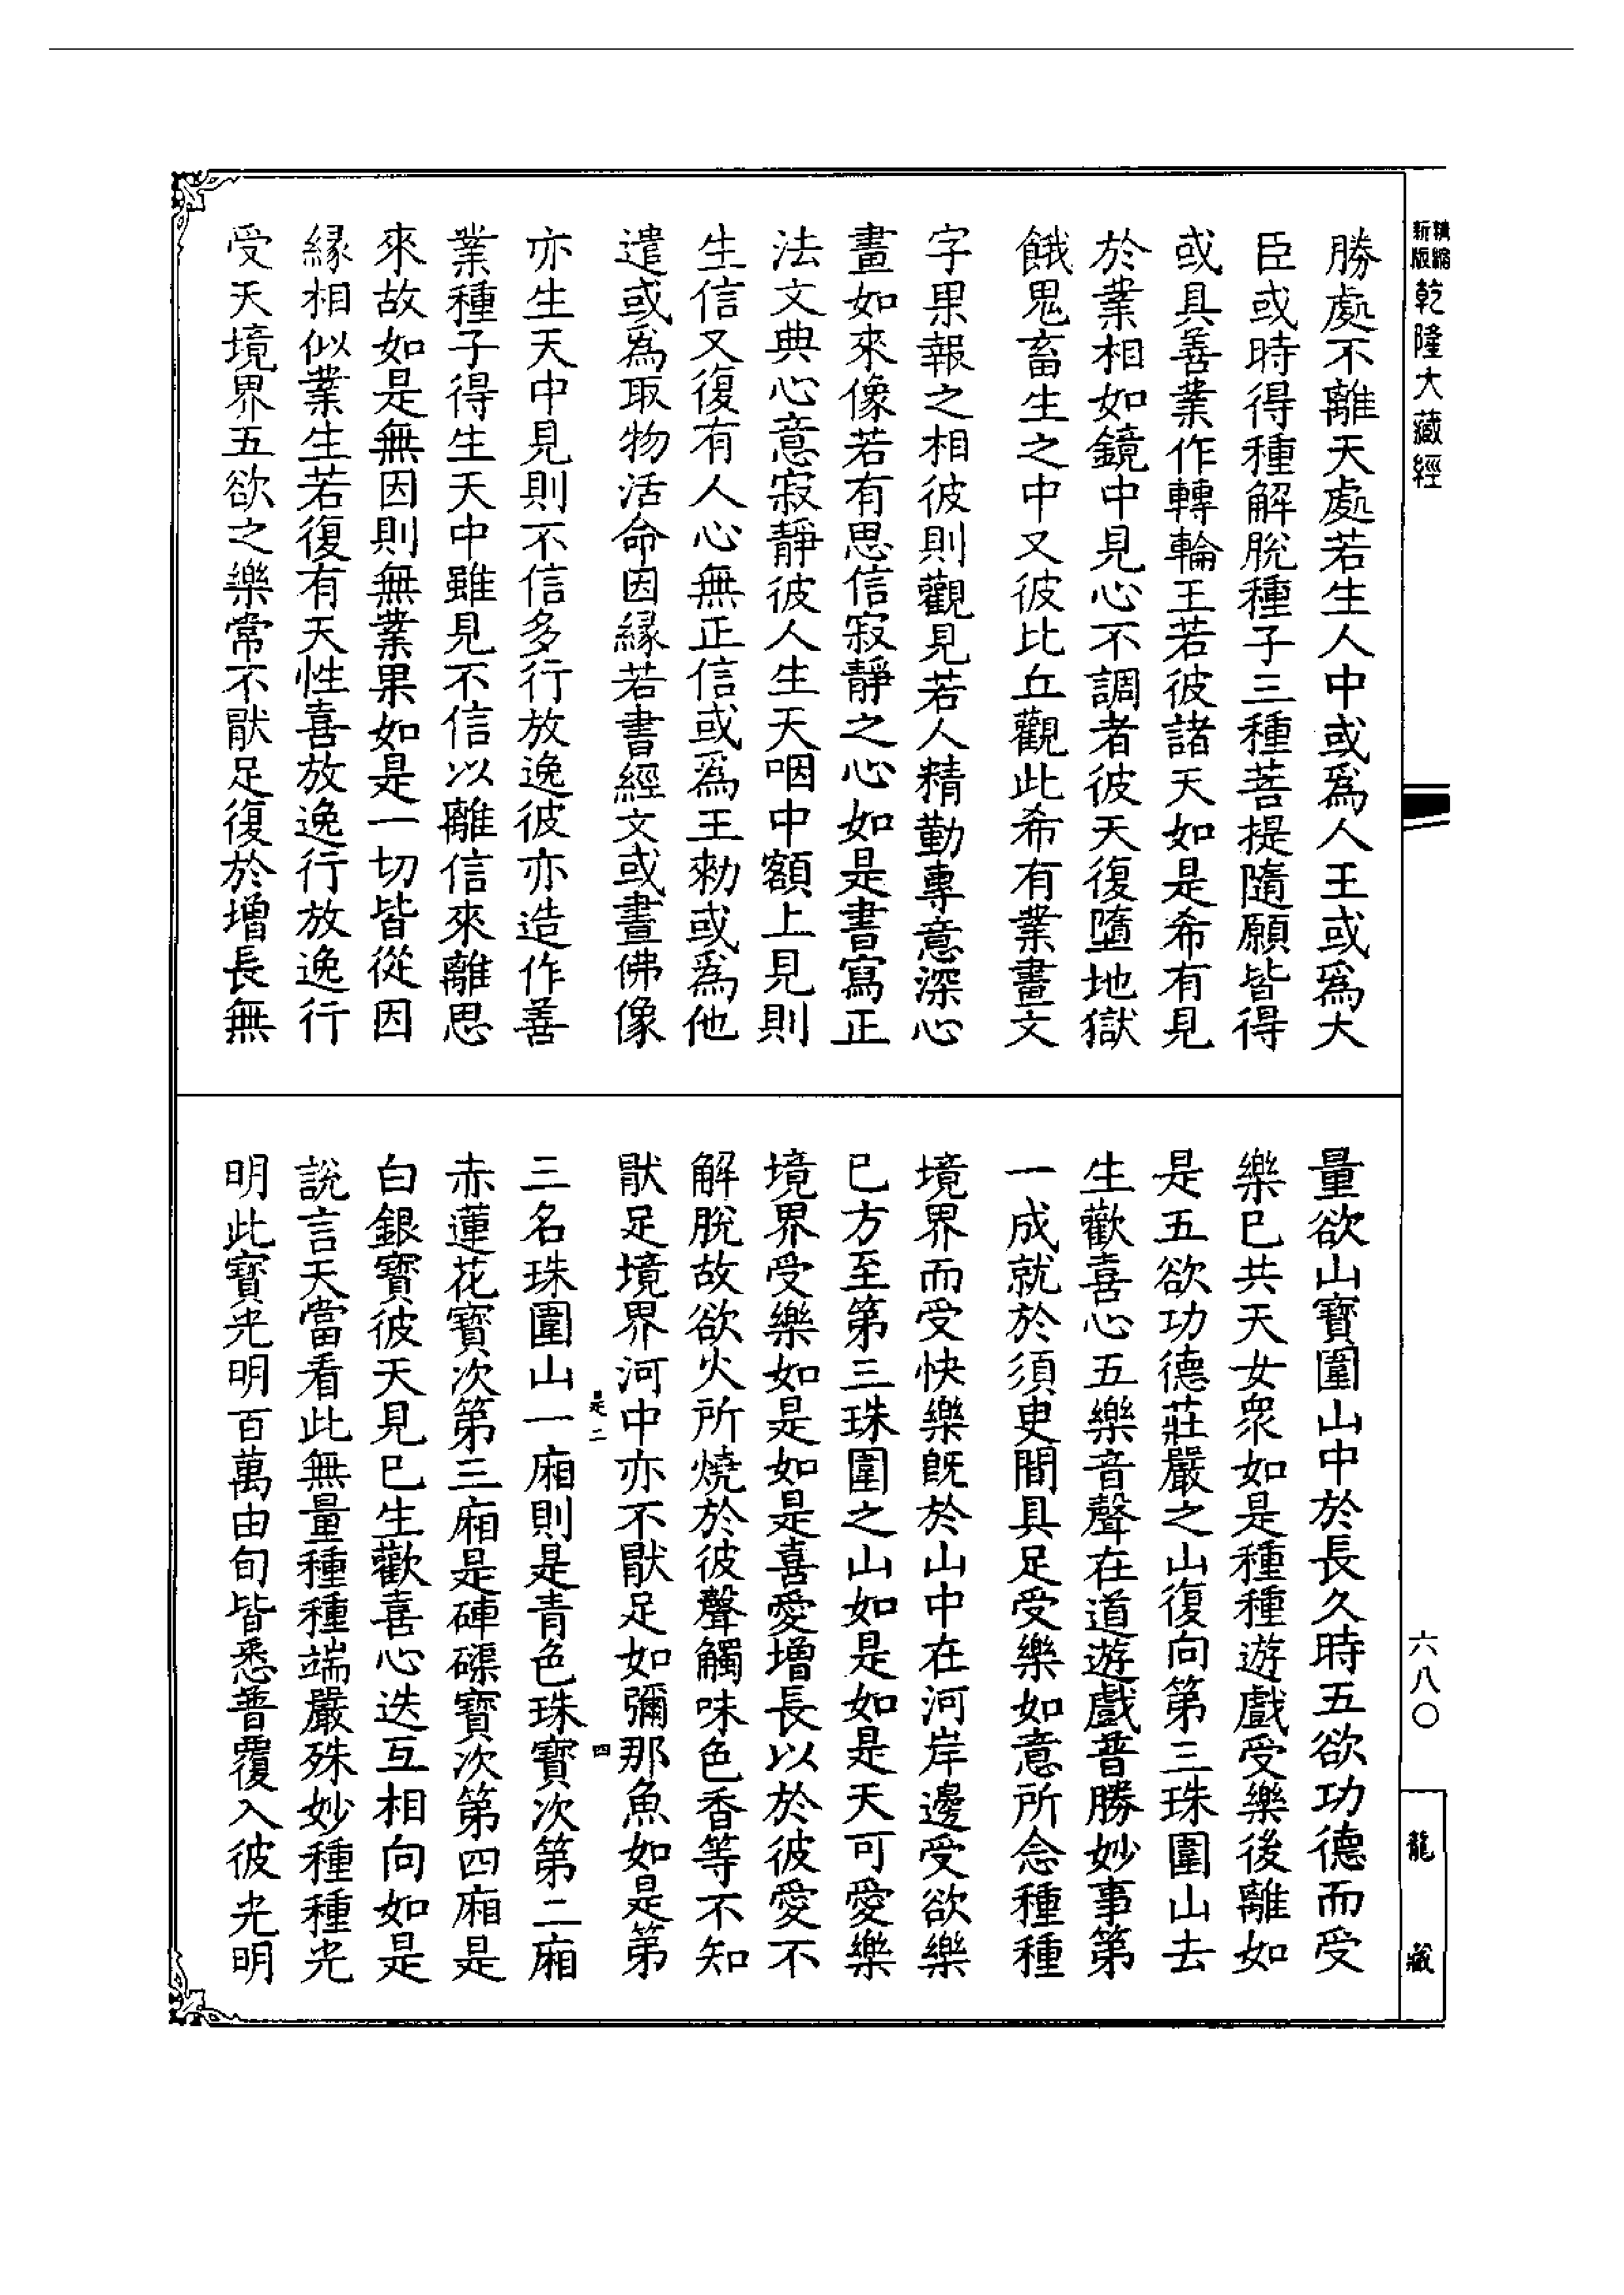 精縮新版乾隆大藏經
勝處不離天處若生人中或爲人王或爲大
臣或時得種解脫種子三種菩提隨願皆得
或具善業作轉輪王若彼諸天如是希有見
於業相如鏡中見心不調者彼天復墮地獄
餓鬼畜生之中又彼比丘觀此希有業畫文
字果報之相彼則觀見若人精勤專意深心
畫如來像若有思信寂靜之心如是書寫正
法文典心意寂靜彼人生天咽中額上見則
生信又復有人心無正信或爲王勑或爲他
遣或爲取物活命因緣若書經文或畫佛像
亦生天中見則不信多行放逸彼亦造作善
業種子得生天中雖見不信以離信來離思
來故如是無因則無業果如是一切皆從因
緣相似業生若復有天性喜放逸行放逸行
受天境界五欲之樂常不猒足復於增長無
量欲山寶圍山中於長久時五欲功德而受
樂已共天女衆如是種種遊戲受樂後離如
是五欲功德莊嚴之山復向第三珠圍山去
生歡喜心五樂音聲在道遊戲普勝妙事第
一成就於須臾間具足受樂如意所念種種
境界而受快樂旣於山中在河岸邊受欲樂
已方至第三珠圍之山如是如是天可愛樂
境界受樂如是如是喜愛增長以於彼愛不
解脫故欲火所燒於彼聲觸味色香等不知
猒足境界河中亦不猒足如彌那魚如是第
是二
四
三名珠圍山一廂則是青色珠寶次第二廂
赤蓮花寶次第三廂是硨磲寶次第四廂是
白銀寶彼天見已生歡喜心迭互相向如是
說言天當看此無量種種端嚴殊妙種種光
明此寶光明百萬由旬皆悉普覆入彼光明
六八〇
龍藏